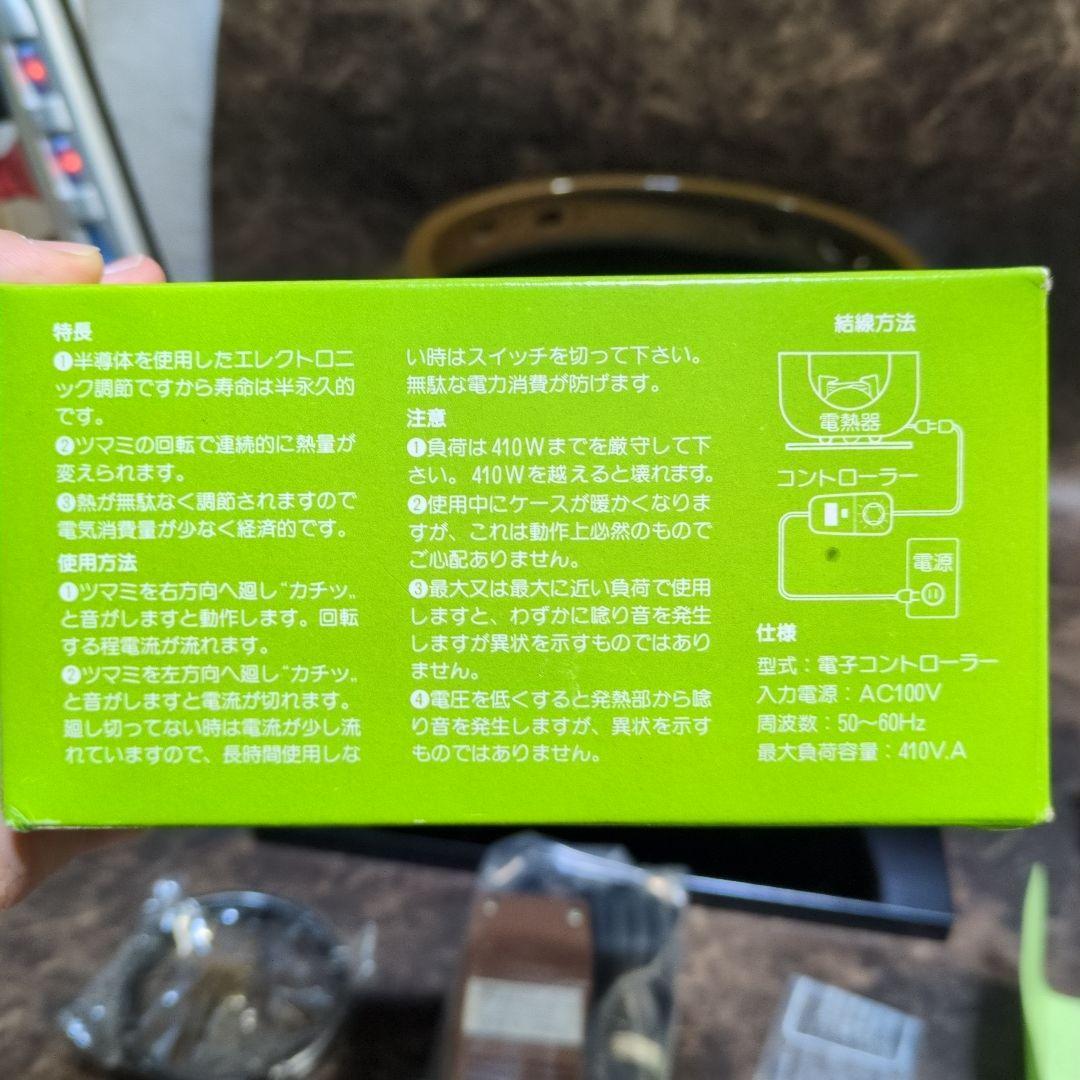 特長
❶半導体を使用したエレクトロニ
ック調節ですから寿命は半永久的
です。
❷ツマミの回転で連続的に熱量が
変えられます。
❸熱が無駄なく調節されますので
電気消費量が少なく経済的です。
使用方法
❶ツマミを右方向へ廻し“カチッ„
と音がしますと動作します。回転
する程電流が流れます。
❷ツマミを左方向へ廻し“カチッ„
と音がしますと電流が切れます。
廻し切ってない時は電流が少し流
れていますので、長時間使用しな
い時はスイッチを切って下さい。
無駄な電力消費が防げます。
注意
❶負荷は410Wまでを厳守して下
さい。410Wを越えると壊れます。
❷使用中にケースが暖かくなりま
すが、これは動作上必然のもので
ご心配ありません。
❸最大又は最大に近い負荷で使用
しますと、わずかに唸り音を発生
しますが異状を示すものではあり
ません。
❹電圧を低くすると発熱部から唸
り音を発生しますが、異状を示す
ものではありません。
結線方法
電熱器
コントローラー
電源
仕様
型式：電子コントローラー
入力電源：AC100V
周波数：50～60Hz
最大負荷容量：410V.A